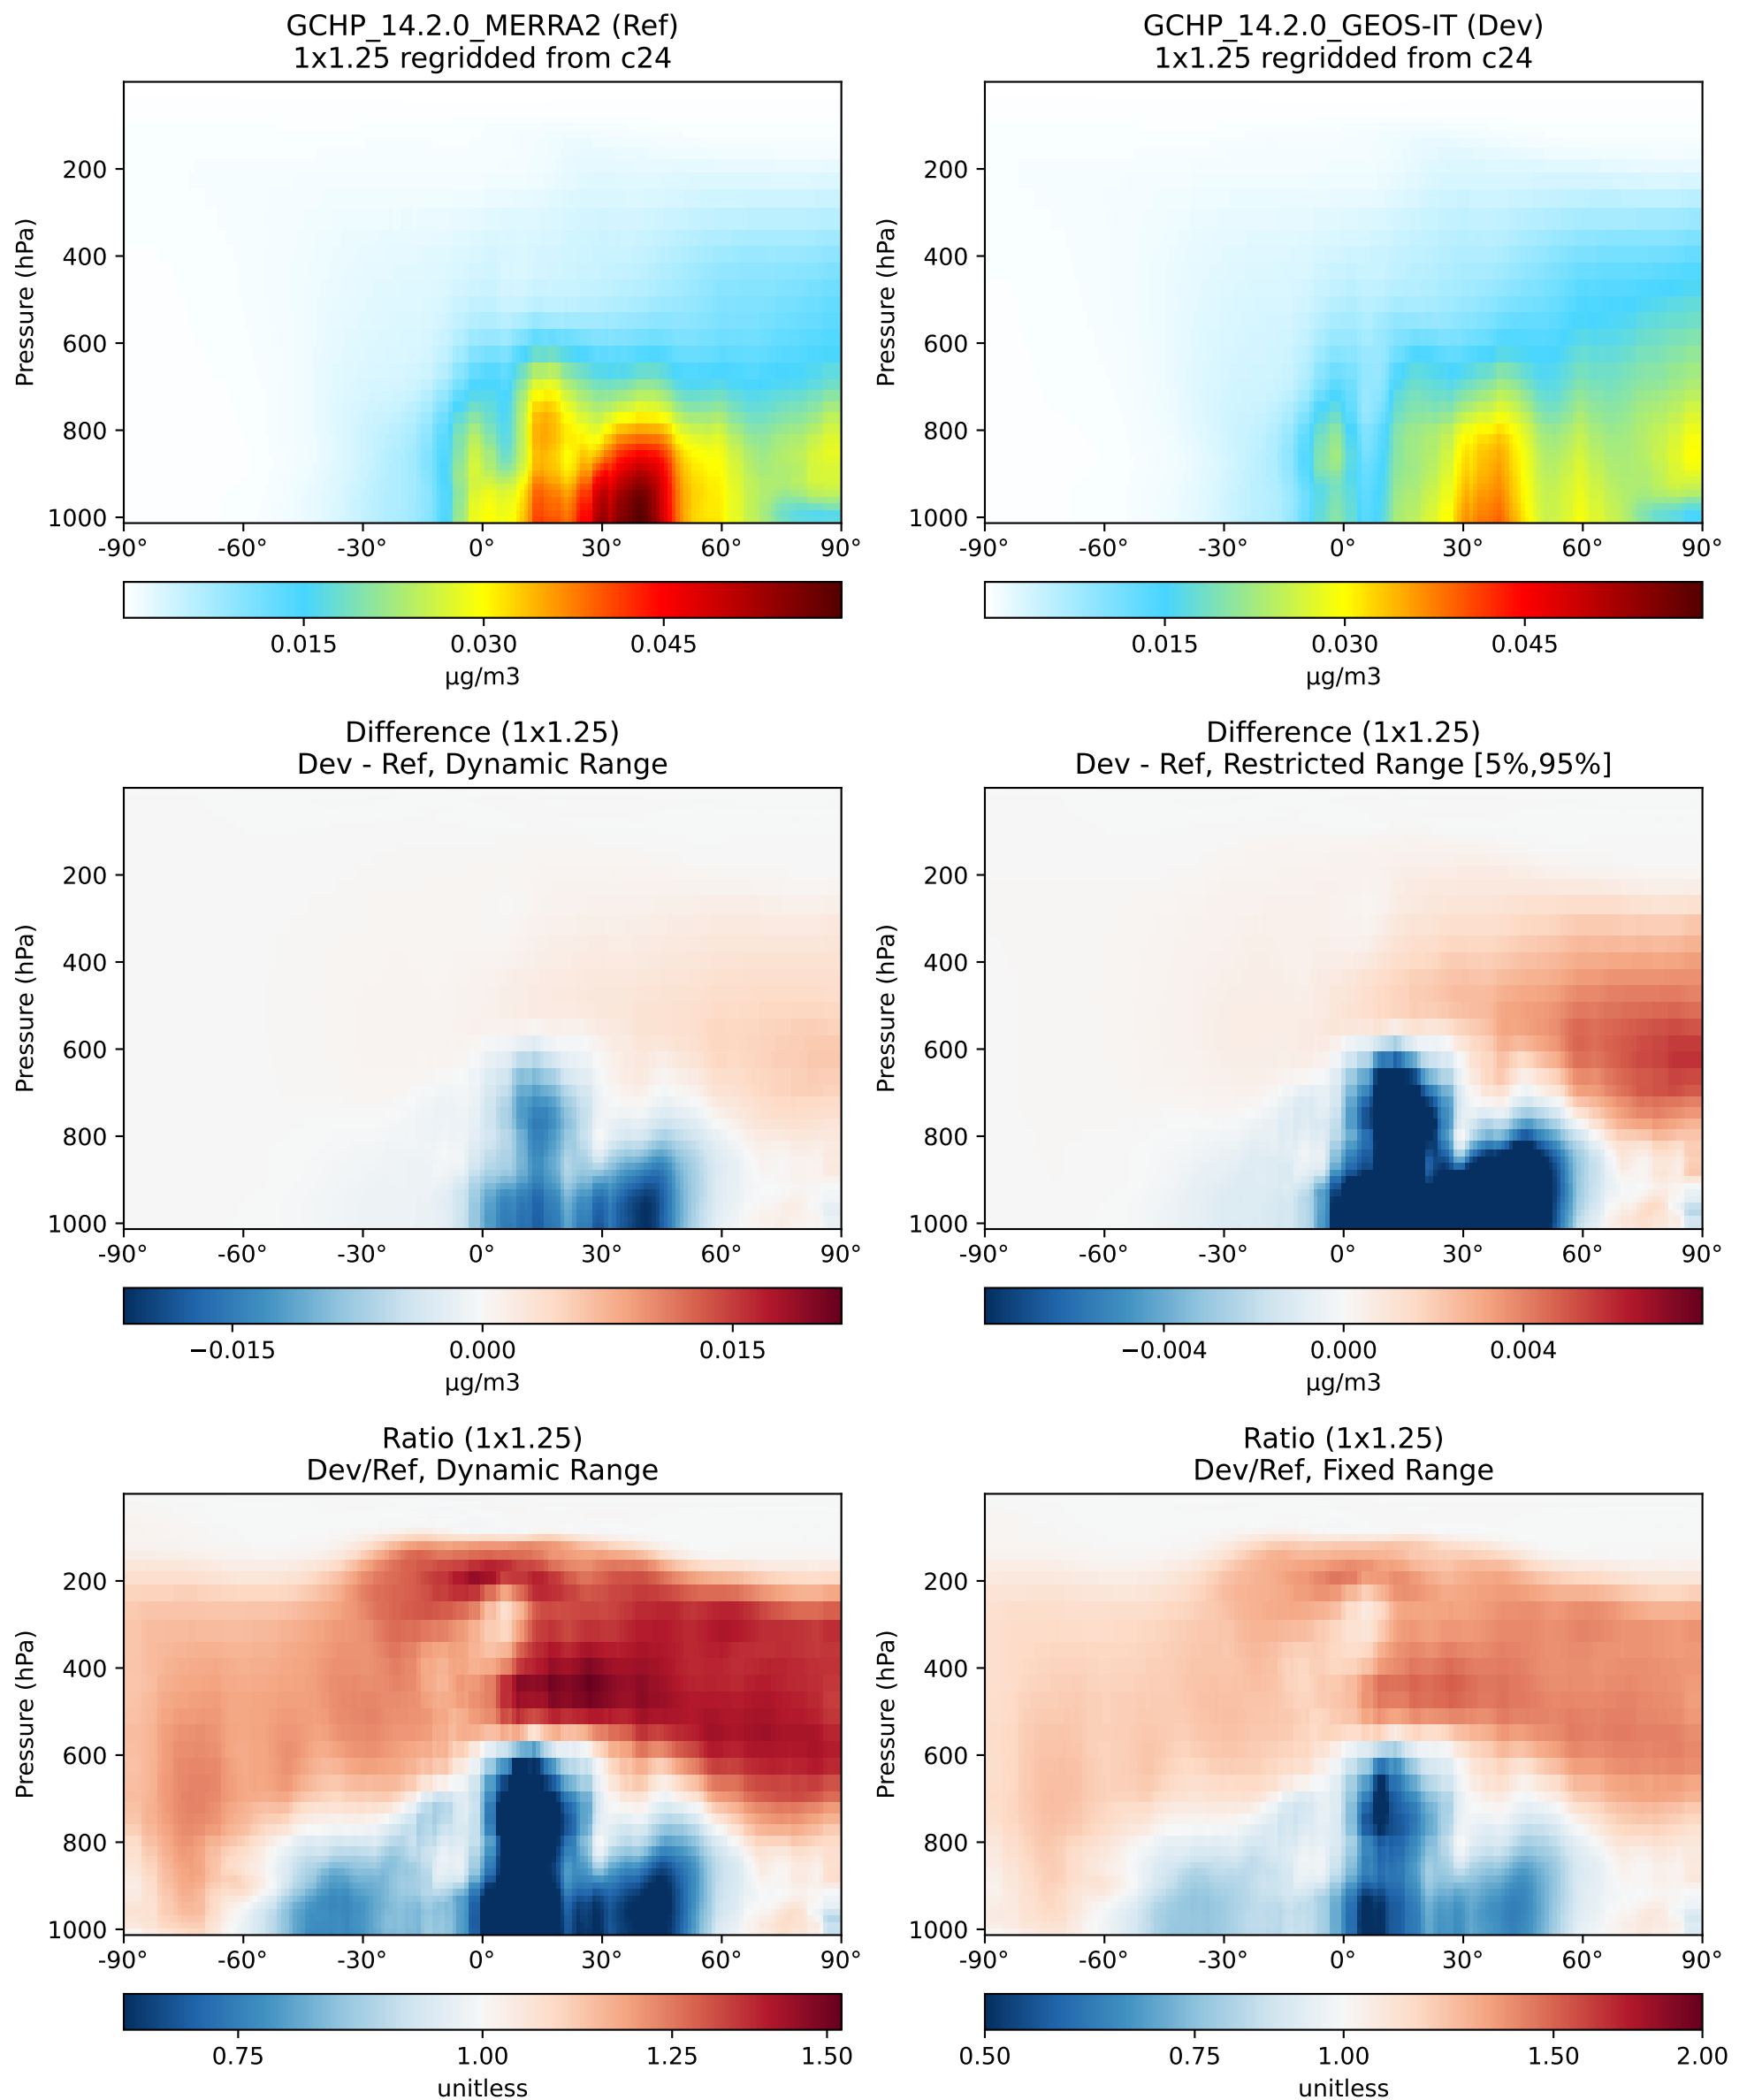 GCHP_14.2.0_MERRA2 (Ref)
1x1.25 regridded from c24
GCHP_14.2.0_GEOS-IT (Dev)
1x1.25 regridded from c24
Pressure (hPa)
200
400
600
800
1000
-90° -60° -30° 0° 30° 60° 90°
0.015 0.030 0.045
µg/m3
Pressure (hPa)
200
400
600
800
1000
-90° -60° -30° 0° 30° 60° 90°
0.015 0.030 0.045
µg/m3
Difference (1x1.25)
Dev - Ref, Dynamic Range
Pressure (hPa)
200
400
600
800
1000
-90° -60° -30° 0° 30° 60° 90°
−0.015 0.000 0.015
µg/m3
Difference (1x1.25)
Dev - Ref, Restricted Range [5%,95%]
Pressure (hPa)
200
400
600
800
1000
-90° -60° -30° 0° 30° 60° 90°
−0.004 0.000 0.004
µg/m3
Ratio (1x1.25)
Dev/Ref, Dynamic Range
Pressure (hPa)
200
400
600
800
1000
-90° -60° -30° 0° 30° 60° 90°
0.75 1.00 1.25 1.50
unitless
Ratio (1x1.25)
Dev/Ref, Fixed Range
Pressure (hPa)
200
400
600
800
1000
-90° -60° -30° 0° 30° 60° 90°
0.50 0.75 1.00 1.50 2.00
unitless